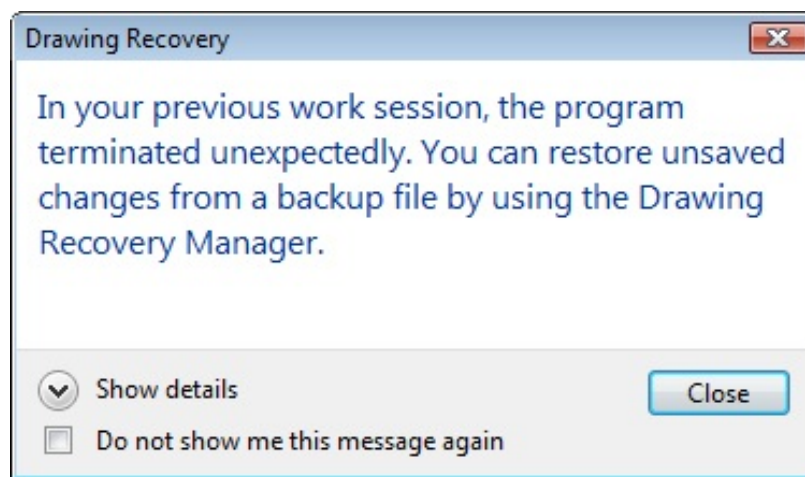 Drawing Recovery
In your previous work session, the program
terminated unexpectedly. You can restore unsaved
changes from a backup file by using the Drawing
Recovery Manager.
Show details
Close
Do not show me this message again